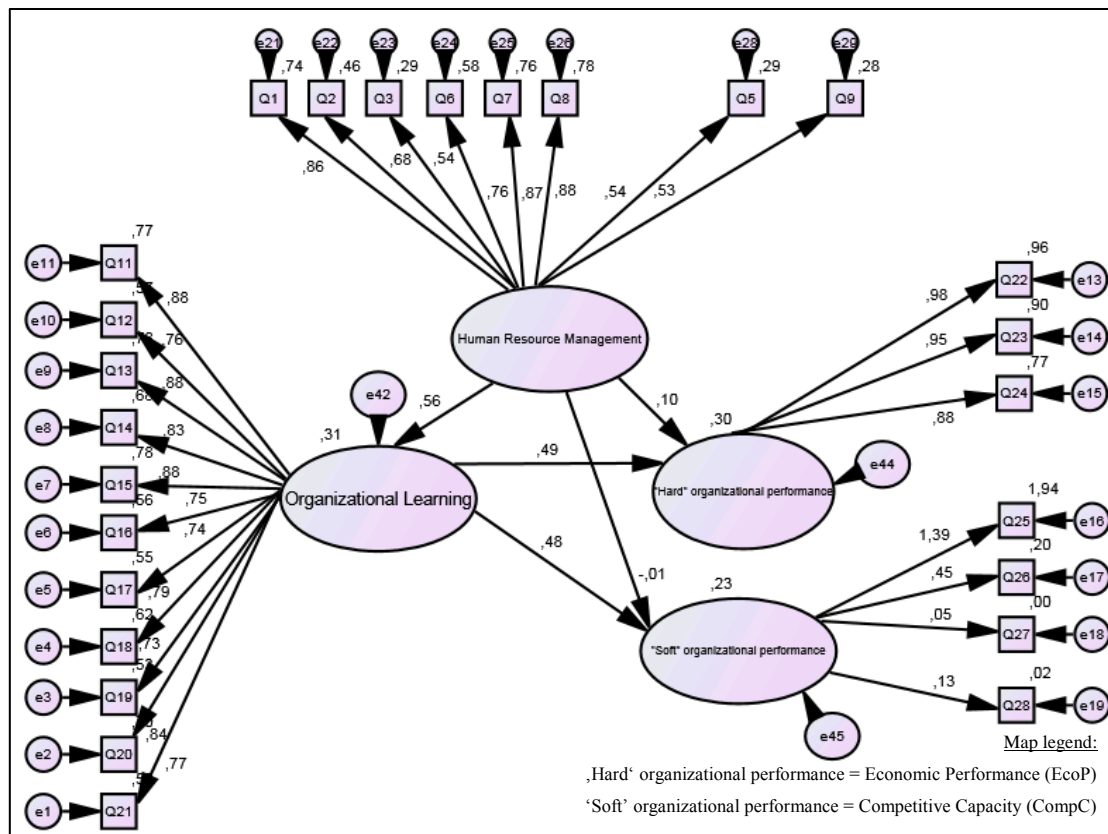 e21 e22 e23 e24 e25 e26 e28 e29
,74 ,46 ,29 ,58 ,76 ,78 ,29 ,28
Q1 Q2 Q3 Q6 Q7 Q8 Q5 Q9
,86 ,68 ,54 ,76 ,87 ,88 ,54 ,53
Human Resource Management
,56
,10
-,01
e42
,31
Organizational Learning
,49
,48
,77
e11 Q11 ,88
e10 Q12 ,76
e9 Q13 ,88
e8 Q14 ,83
,78
e7 Q15 ,88
e6 Q16 ,75
,74
,55
e5 Q17 ,79
e4 Q18
,62
,73
e3 Q19
e2 Q20 ,84
e1 Q21 ,77
,30
"Hard" organizational performance
e44
,96
,98 Q22 e13
,90
,95 Q23 e14
,77
,88 Q24 e15
,23
"Soft" organizational performance
e45
1,94
1,39 Q25 e16
,20
,45 Q26 e17
,00
,05 Q27 e18
,02
,13 Q28 e19
Map legend:
‚Hard‘ organizational performance = Economic Performance (EcoP)
‘Soft’ organizational performance = Competitive Capacity (CompC)